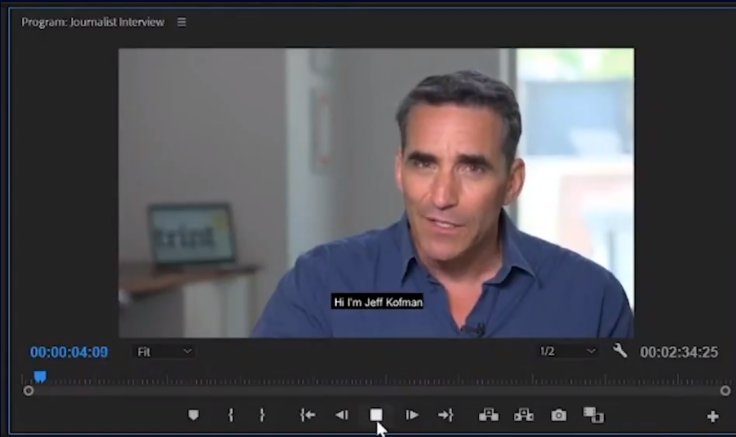 Program: Journalist Interview
trint
Hi I'm Jeff Kofman
00:00:04:09
Fit
1/2
00:02:34:25